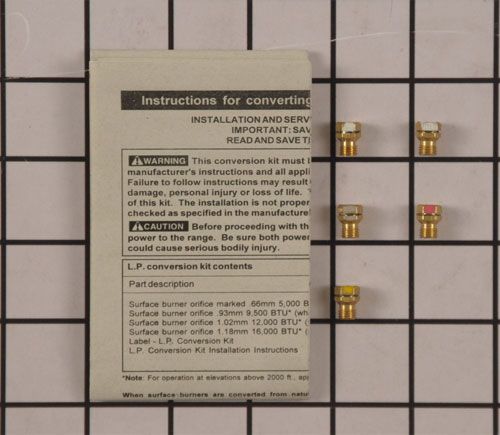 Instructions for converting
INSTALLATION AND SERV
IMPORTANT: SAV
READ AND SAVE T
WARNING This conversion kit must
manufacturer's instructions and all appli
Failure to follow instructions may result
damage, personal injury or loss of life.
of this kit. The installation is not proper
checked as specified in the manufacture
CAUTION Before proceeding with the
power to the range. Be sure both power
could cause serious bodily injury.
L.P. conversion kit contents
Part description
Surface burner orifice marked .66mm 5,000 B
Surface burner orifice .93mm 9,500 BTU* (wh
Surface burner orifice 1.02mm 12,000 BTU* (
Surface burner orifice 1.18mm 16,000 BTU* (
Label - L.P. Conversion Kit
L.P. Conversion Kit Installation Instructions
*Note: For operation at elevations above 2000 ft., app
When surface burners are converted from natu